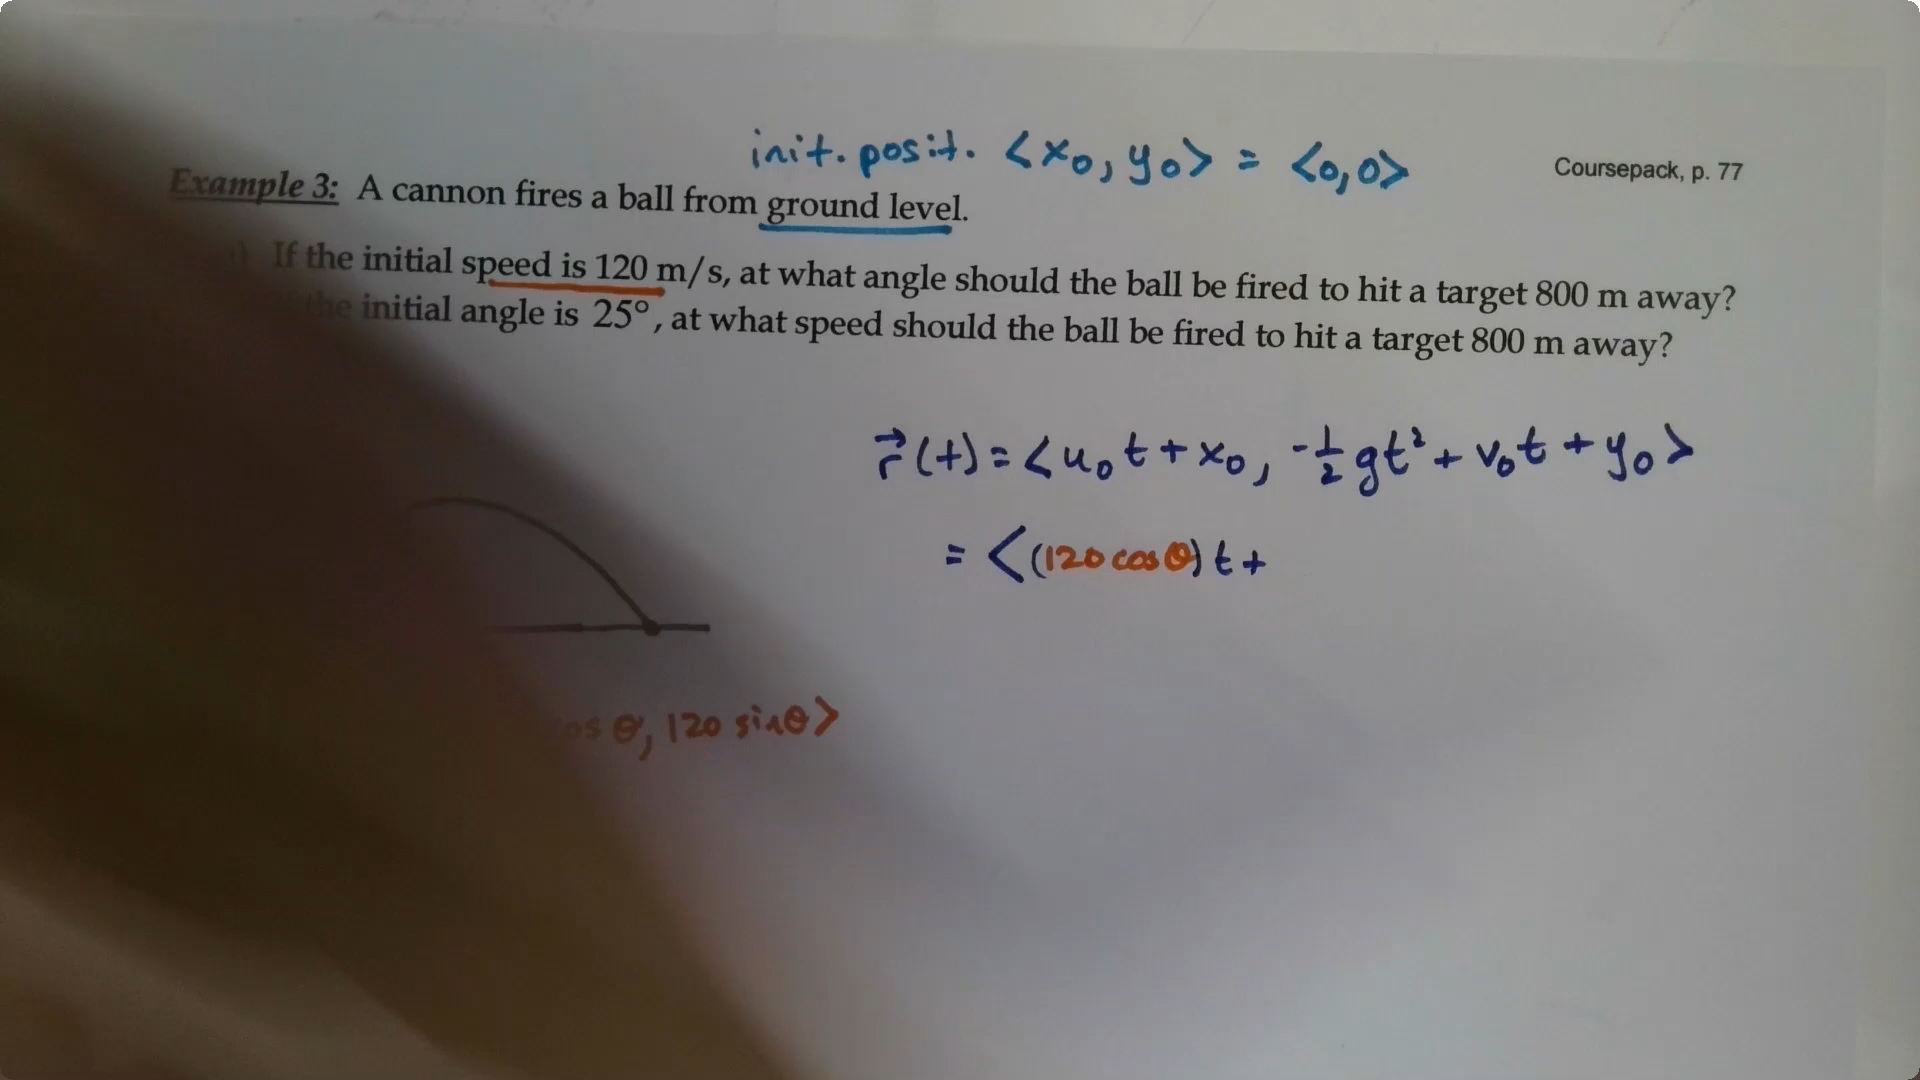 init. posit. <x₀, y₀> = <0,0>
Coursepack, p. 77
Example 3: A cannon fires a ball from ground level.
If the initial speed is 120 m/s, at what angle should the ball be fired to hit a target 800 m away?
the initial angle is 25°, at what speed should the ball be fired to hit a target 800 m away?
r⃗(t) = <u₀t + x₀, -½gt² + v₀t + y₀>
= <(120 cos θ) t +
θ, 120 sin θ>